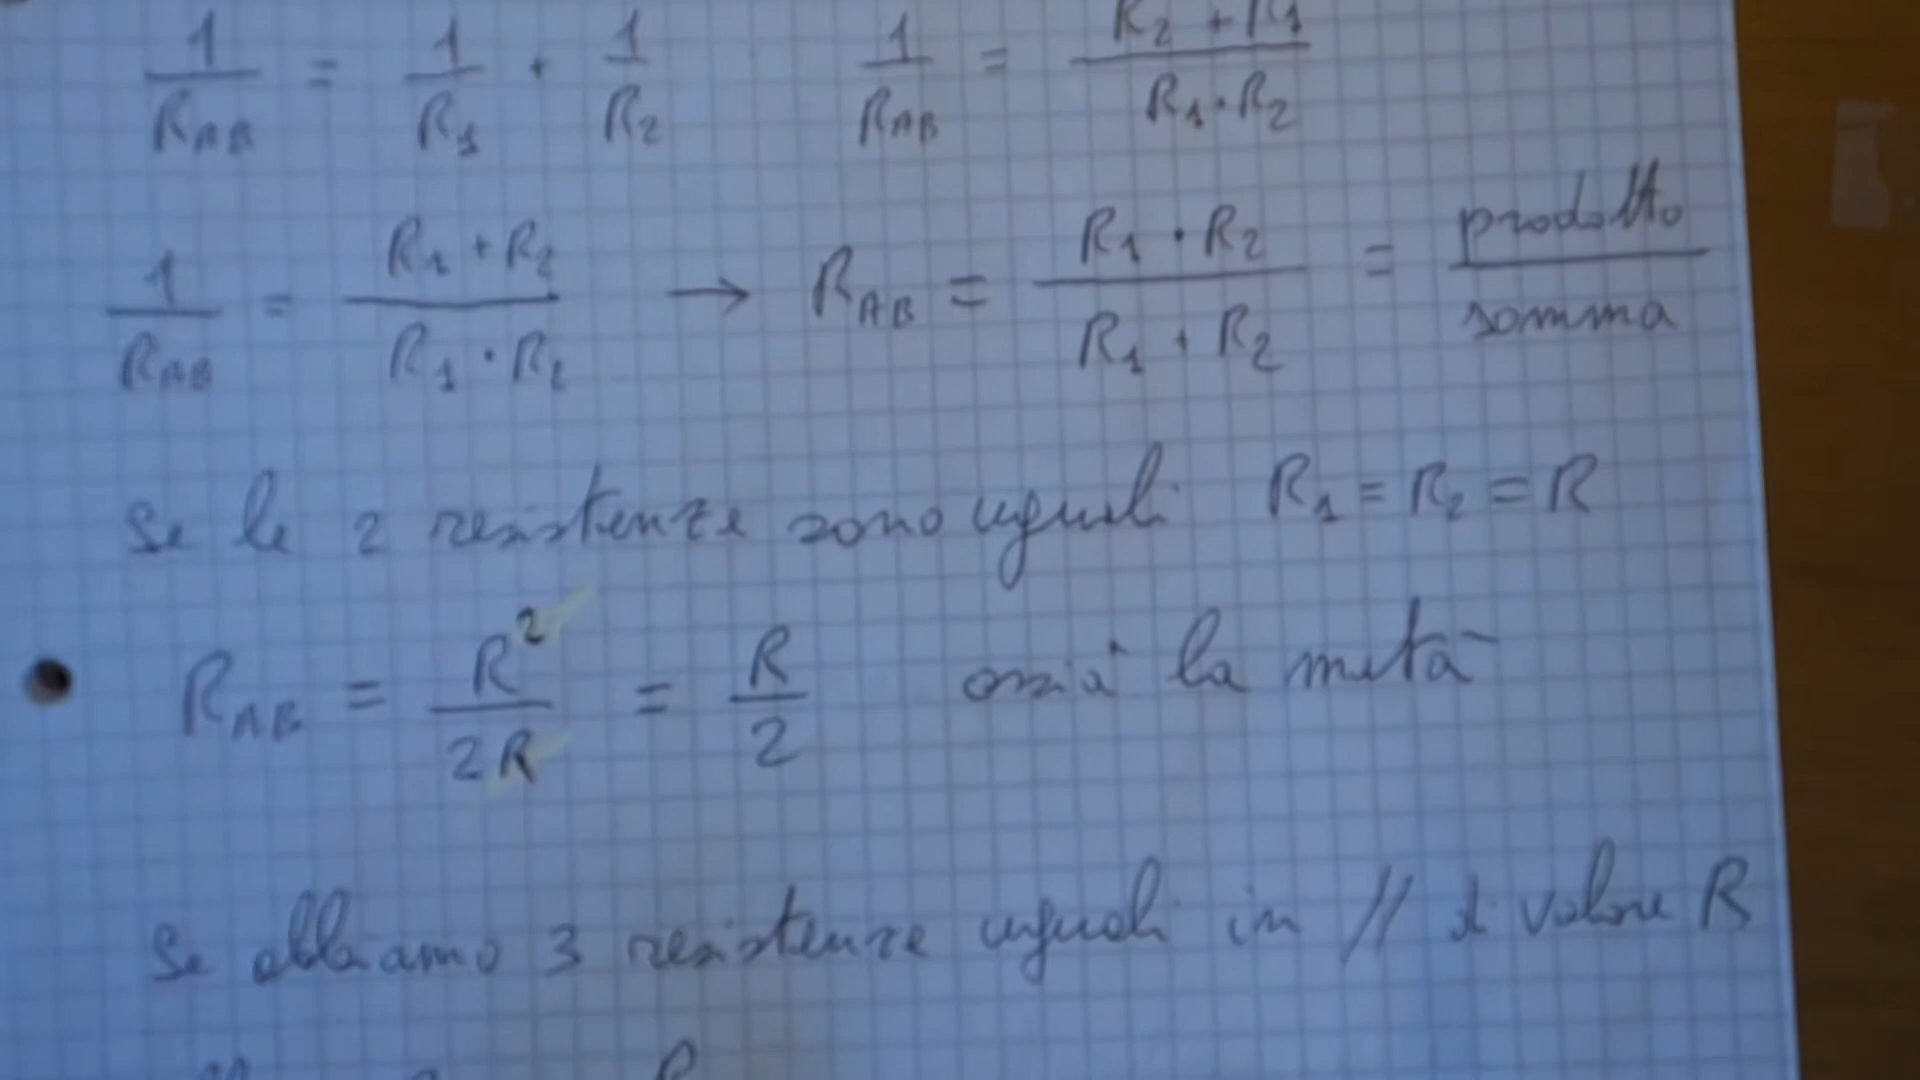 1/R_AB = 1/R_1 + 1/R_2   1/R_AB = (R_2 + R_1)/(R_1 · R_2)
1/R_AB = (R_1 + R_2)/(R_1 · R_2) → R_AB = (R_1 · R_2)/(R_1 + R_2) = prodotto/somma
Se le 2 resistenze sono uguali R_1 = R_2 = R
R_AB = R²/2R = R/2 ossia la metà
Se abbiamo 3 resistenze uguali in // di valore R